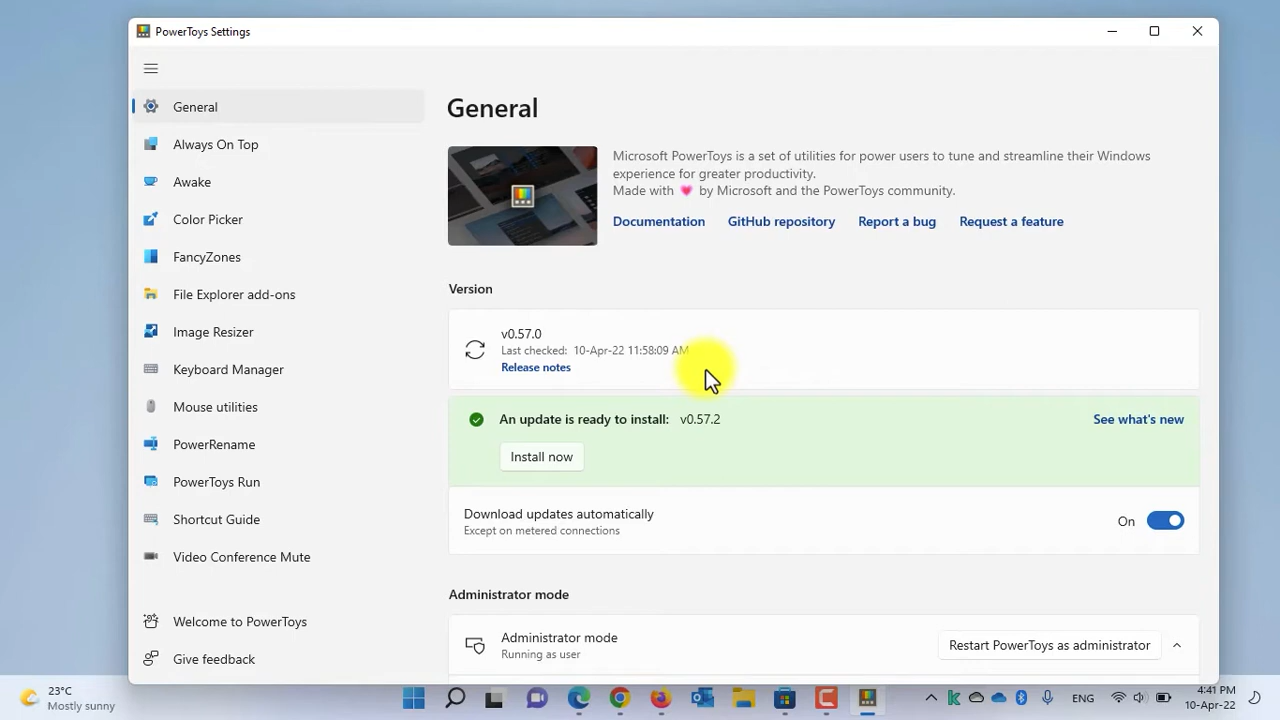 PowerToys Settings
General
Always On Top
Awake
Color Picker
FancyZones
File Explorer add-ons
Image Resizer
Keyboard Manager
Mouse utilities
PowerRename
PowerToys Run
Shortcut Guide
Video Conference Mute
Welcome to PowerToys
Give feedback
General
Microsoft PowerToys is a set of utilities for power users to tune and streamline their Windows
experience for greater productivity.
Made with 💗 by Microsoft and the PowerToys community.
Documentation GitHub repository Report a bug Request a feature
Version
v0.57.0
Last checked: 10-Apr-22 11:58:09 AM
Release notes
An update is ready to install: v0.57.2 See what's new
Install now
Download updates automatically
Except on metered connections
On
Administrator mode
Administrator mode
Running as user
Restart PowerToys as administrator
23°C
Mostly sunny
ENG
4:41 PM
10-Apr-22